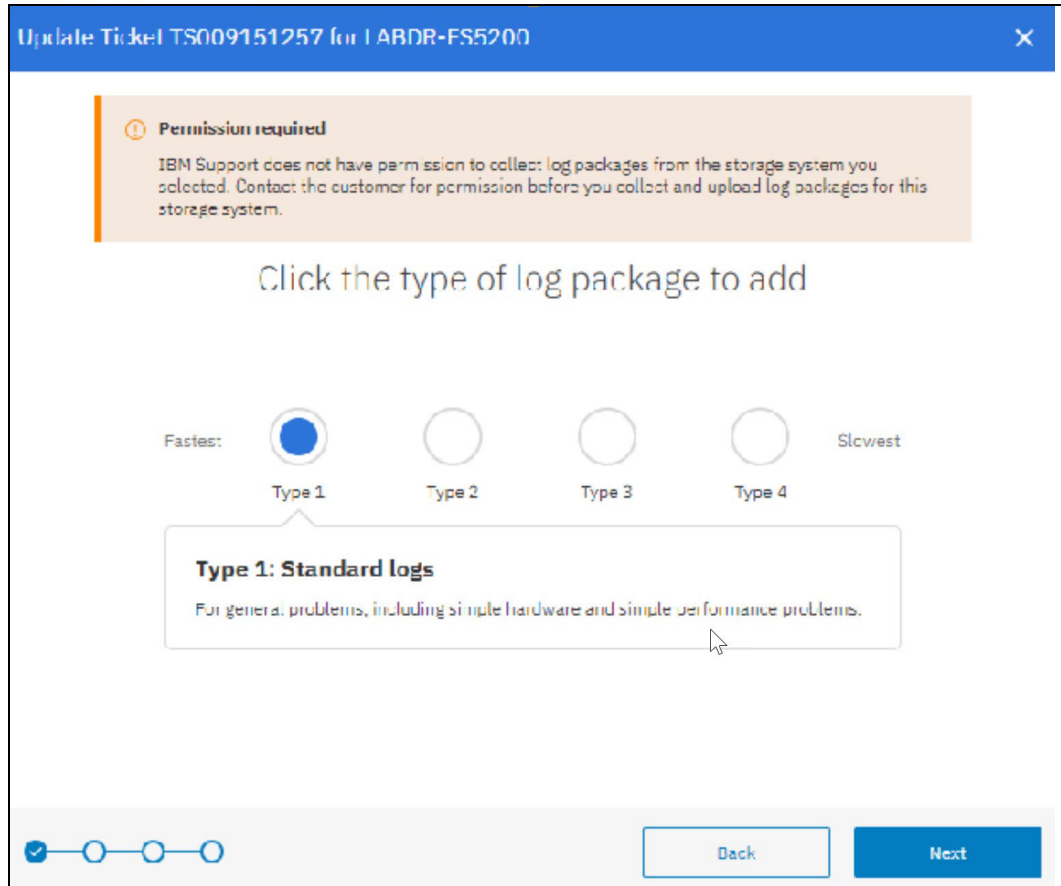 Update Ticket TS009151257 for LABDR-FS5200
Permission required
IBM Support does not have permission to collect log packages from the storage system you
selected. Contact the customer for permission before you collect and upload log packages for this
storage system.
Click the type of log package to add
Fastest
Slowest
Type 1
Type 2
Type 3
Type 4
Type 1: Standard logs
For general problems, including simple hardware and simple performance problems.
Back
Next